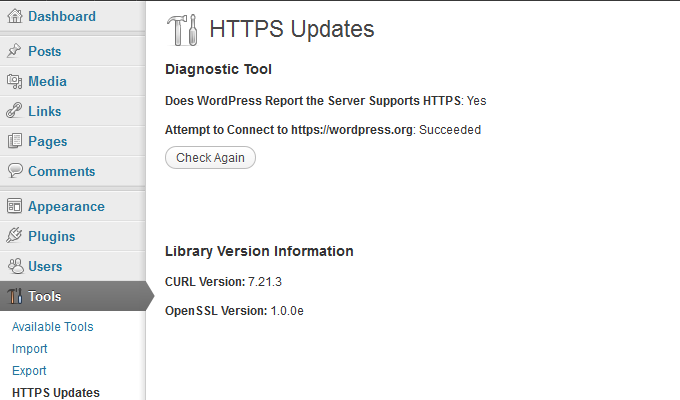 Dashboard
Posts
Media
Links
Pages
Comments
Appearance
Plugins
Users
Tools
Available Tools
Import
Export
HTTPS Updates
HTTPS Updates
Diagnostic Tool
Does WordPress Report the Server Supports HTTPS: Yes
Attempt to Connect to https://wordpress.org: Succeeded
Check Again
Library Version Information
CURL Version: 7.21.3
OpenSSL Version: 1.0.0e